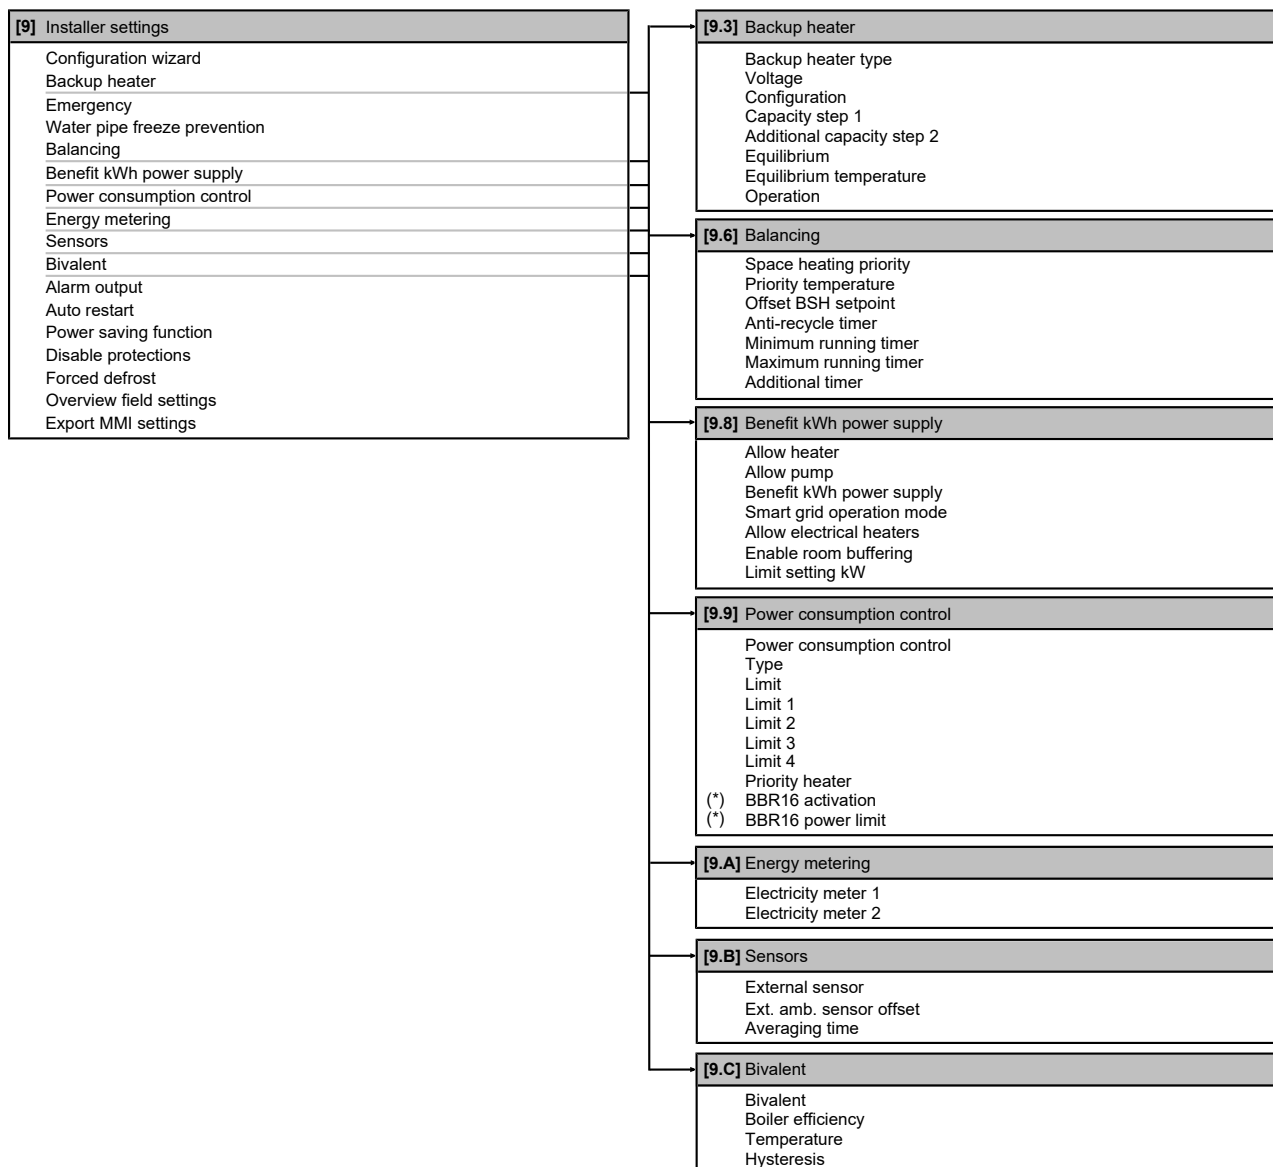 [9] Installer settings
Configuration wizard
Backup heater
Emergency
Water pipe freeze prevention
Balancing
Benefit kWh power supply
Power consumption control
Energy metering
Sensors
Bivalent
Alarm output
Auto restart
Power saving function
Disable protections
Forced defrost
Overview field settings
Export MMI settings
[9.3] Backup heater
Backup heater type
Voltage
Configuration
Capacity step 1
Additional capacity step 2
Equilibrium
Equilibrium temperature
Operation
[9.6] Balancing
Space heating priority
Priority temperature
Offset BSH setpoint
Anti-recycle timer
Minimum running timer
Maximum running timer
Additional timer
[9.8] Benefit kWh power supply
Allow heater
Allow pump
Benefit kWh power supply
Smart grid operation mode
Allow electrical heaters
Enable room buffering
Limit setting kW
[9.9] Power consumption control
Power consumption control
Type
Limit
Limit 1
Limit 2
Limit 3
Limit 4
Priority heater
(*) BBR16 activation
(*) BBR16 power limit
[9.A] Energy metering
Electricity meter 1
Electricity meter 2
[9.B] Sensors
External sensor
Ext. amb. sensor offset
Averaging time
[9.C] Bivalent
Bivalent
Boiler efficiency
Temperature
Hysteresis